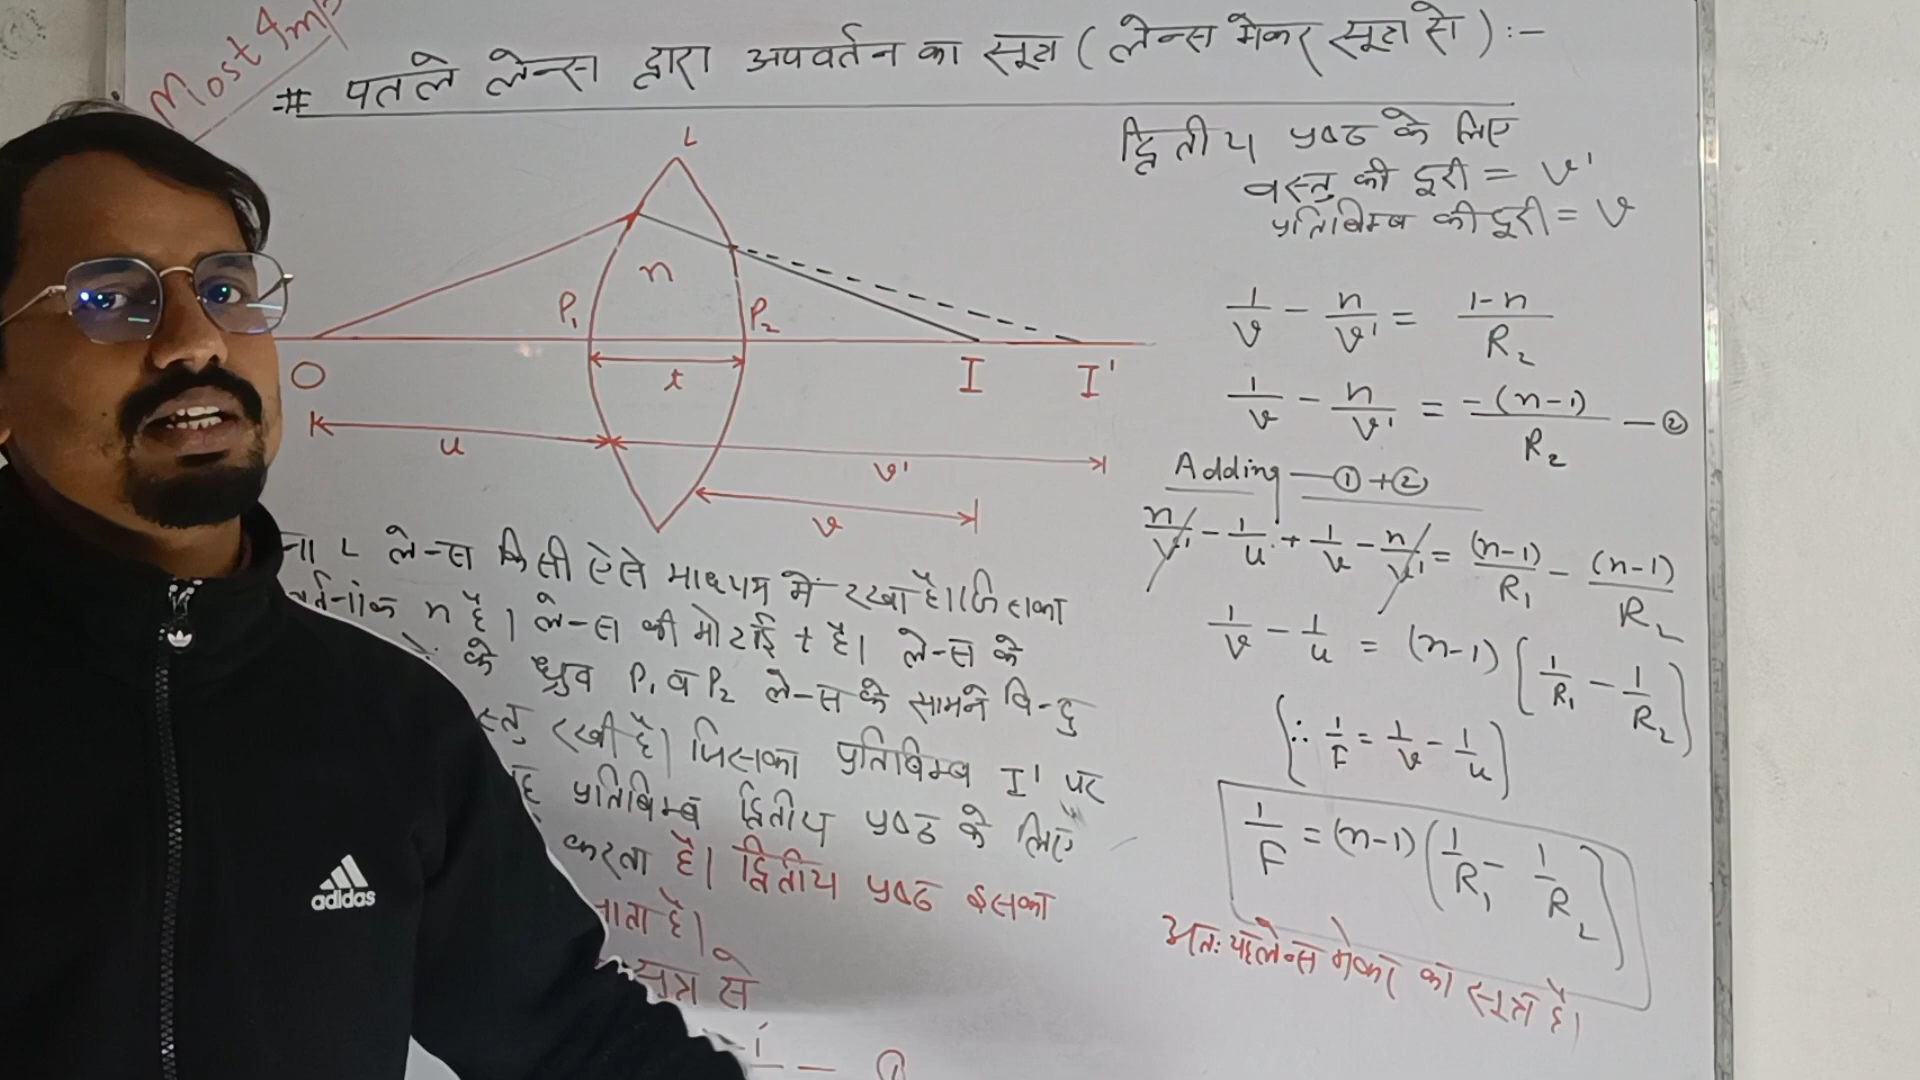 Most Imp
# पतले लेन्स द्वारा अपवर्तन का सूत्र ( लेन्स मेकर सूत्र से ) :-
L
n
P₁ P₂
O t I I'
u v'
v
L लेन्स किसी ऐसे माध्यम में रखा है। जिसका
n है। लेन्स की मोटाई t है। लेन्स के
के ध्रुव P₁ व P₂ लेन्स के सामने बिन्दु
रखी है। जिसका प्रतिबिम्ब I' पर
प्रतिबिम्ब द्वितीय पृष्ठ के लिए
करता है। द्वितीय पृष्ठ इसका
है।
सूत्र से
— ①
द्वितीय पृष्ठ के लिए
वस्तु की दूरी = v'
प्रतिबिम्ब की दूरी = v
1/v - n/v' = 1-n/R₂
1/v - n/v' = -(n-1)/R₂ — ②
Adding — ① + ②
n/v' - 1/u + 1/v - n/v' = (n-1)/R₁ - (n-1)/R₂
1/v - 1/u = (n-1) [1/R₁ - 1/R₂]
{∵ 1/F = 1/v - 1/u}
1/F = (n-1) (1/R₁ - 1/R₂)
अतः यह लेन्स मेकर का सूत्र है।
adidas